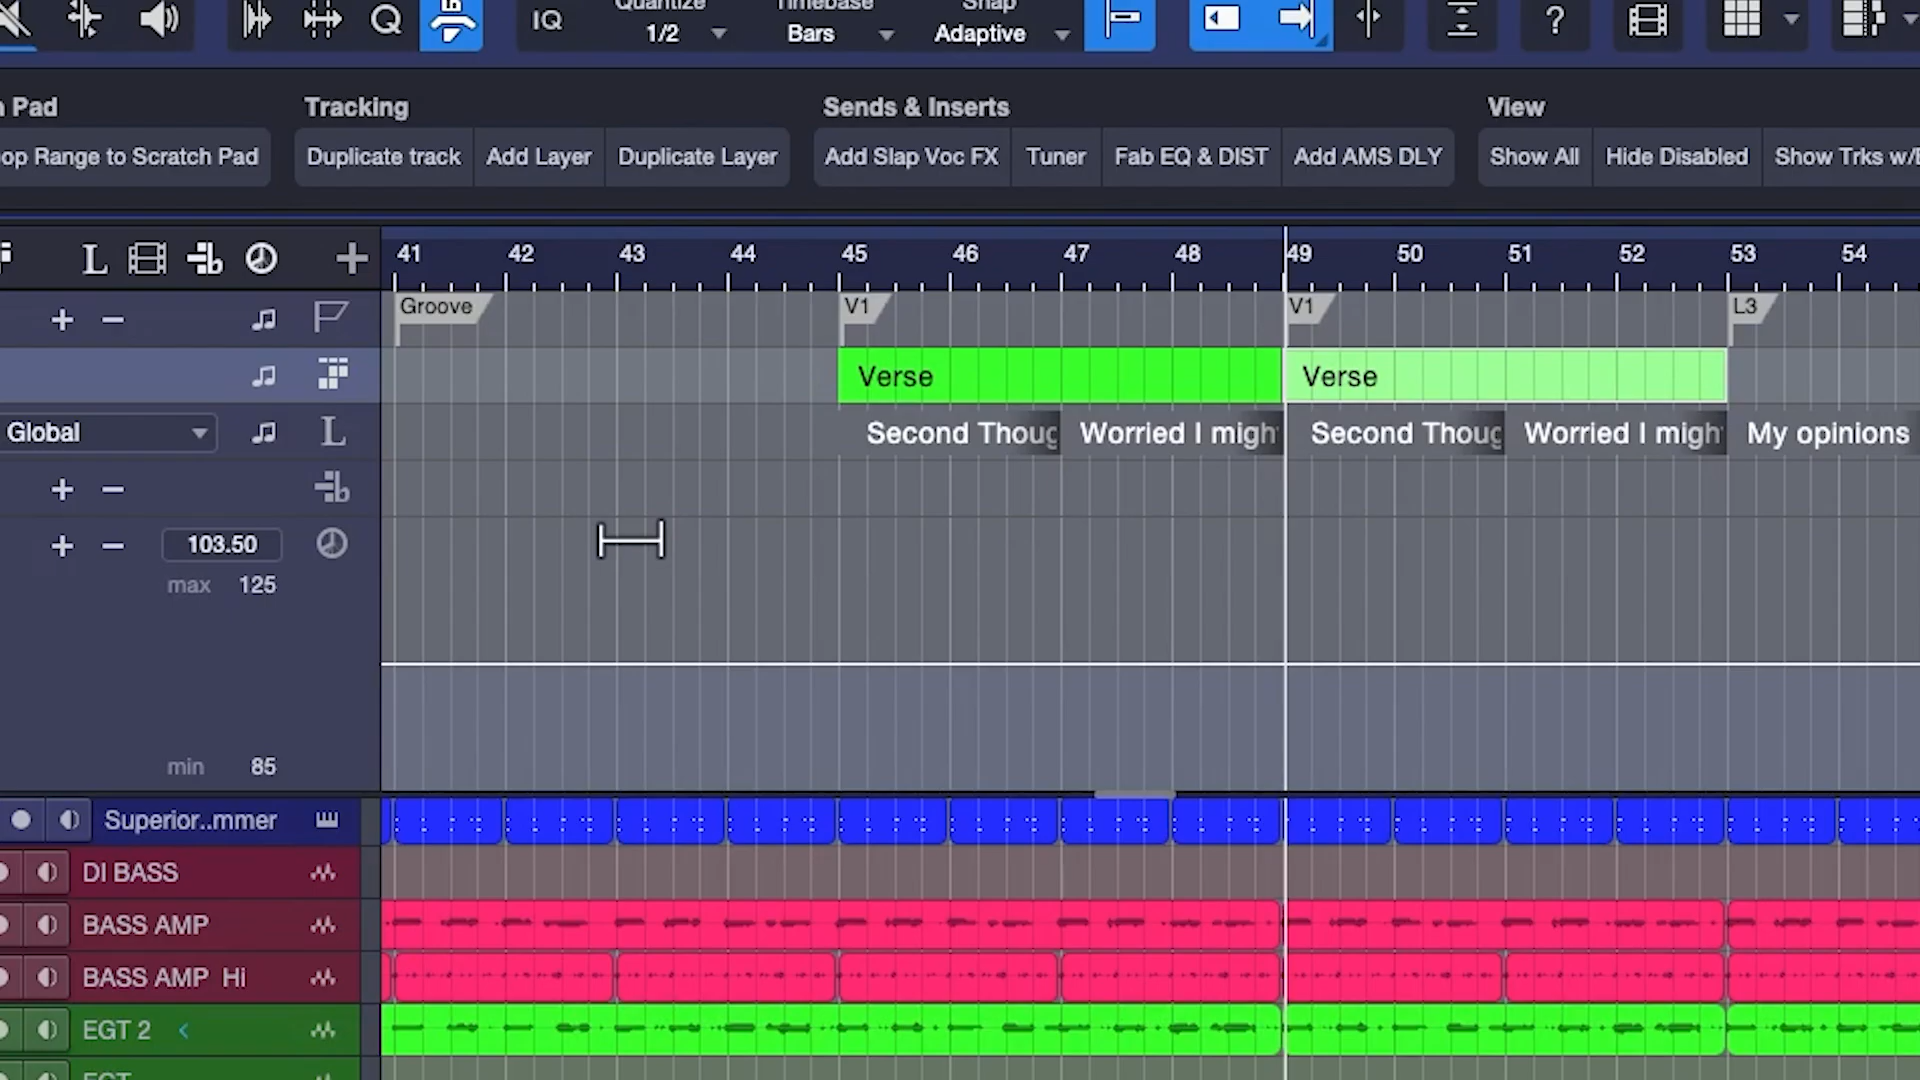 Quantize Timebase Snap
IQ 1/2 Bars Adaptive ?
Pad Tracking Sends & Inserts View
op Range to Scratch Pad Duplicate track Add Layer Duplicate Layer Add Slap Voc FX Tuner Fab EQ & DIST Add AMS DLY Show All Hide Disabled Show Trks w/
L + 41 42 43 44 45 46 47 48 49 50 51 52 53 54
+ − Groove V1 V1 L3
Verse Verse
Global L Second Thoug Worried I migh Second Thoug Worried I migh My opinions
+ −
+ − 103.50
max 125
min 85
Superior..mmer
DI BASS
BASS AMP
BASS AMP Hi
EGT 2 <
EGT